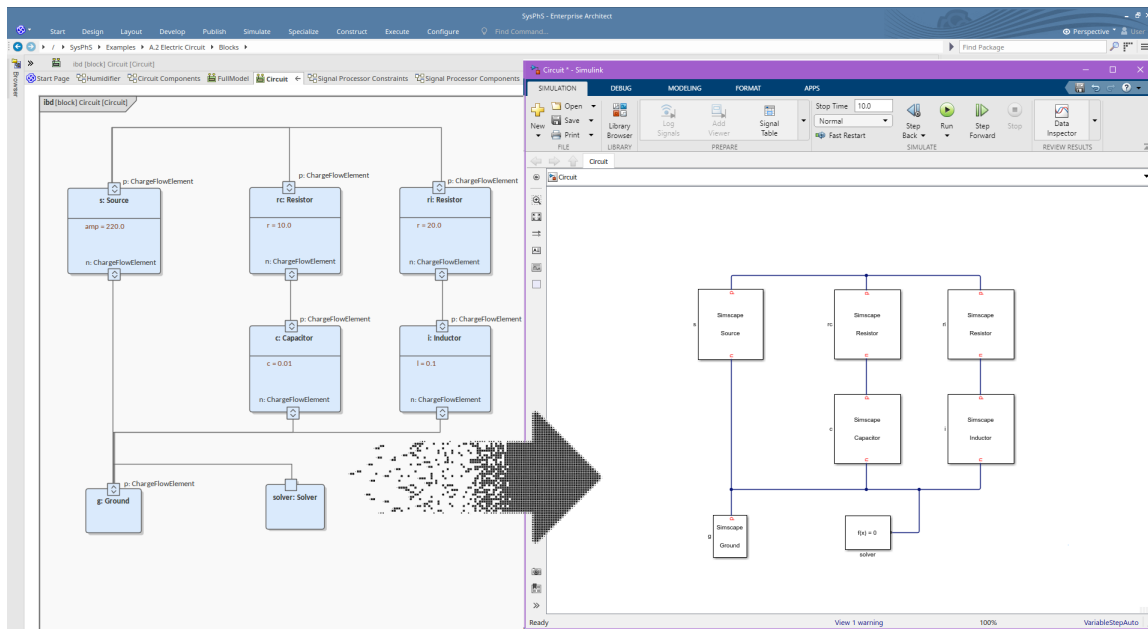 SysPhS - Enterprise Architect
Start Design Layout Develop Publish Simulate Specialize Construct Execute Configure Find Command... Perspective User
/ SysPhS Examples A.2 Electric Circuit Blocks Find Package
ibd [block] Circuit [Circuit]
Browser
Start Page Humidifier Circuit Components FullModel Circuit Signal Processor Constraints Signal Processor Components
ibd [block] Circuit [Circuit]
p: ChargeFlowElement
p: ChargeFlowElement
p: ChargeFlowElement
s: Source
rc: Resistor
ri: Resistor
amp = 220.0
r = 10.0
r = 20.0
n: ChargeFlowElement
n: ChargeFlowElement
n: ChargeFlowElement
p: ChargeFlowElement
p: ChargeFlowElement
c: Capacitor
i: Inductor
c = 0.01
l = 0.1
n: ChargeFlowElement
n: ChargeFlowElement
p: ChargeFlowElement
g: Ground
solver: Solver
Circuit * - Simulink
SIMULATION DEBUG MODELING FORMAT APPS
New
Open
Save
Print
FILE
Library
Browser
LIBRARY
Log
Signals
Add
Viewer
Signal
Table
PREPARE
Stop Time 10.0
Normal
Fast Restart
Step
Back
Run
Step
Forward
Stop
SIMULATE
Data
Inspector
REVIEW RESULTS
Circuit
Circuit
p
p
p
s
Simscape
Source
rc
Simscape
Resistor
ri
Simscape
Resistor
n
n
n
p
p
c
Simscape
Capacitor
i
Simscape
Inductor
n
n
p
g
Simscape
Ground
f(x) = 0
solver
Ready View 1 warning 100% VariableStepAuto